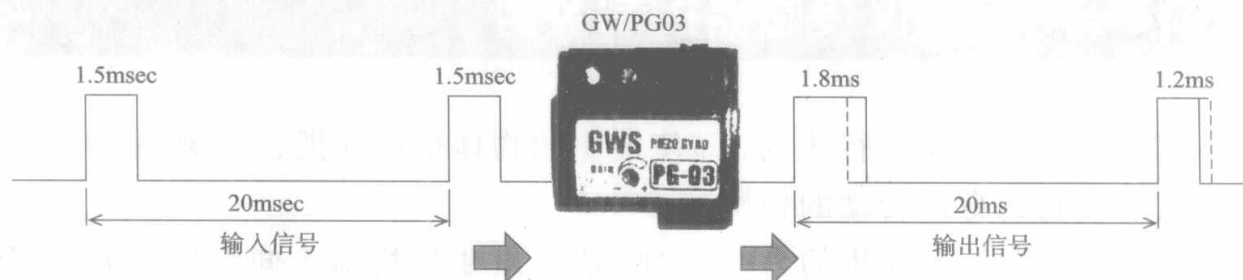 GW/PG03
1.5msec
1.5msec
1.8ms
1.2ms
GWS PIEZO GYRO
GAIN
PG-03
20msec
20ms
输入信号
输出信号